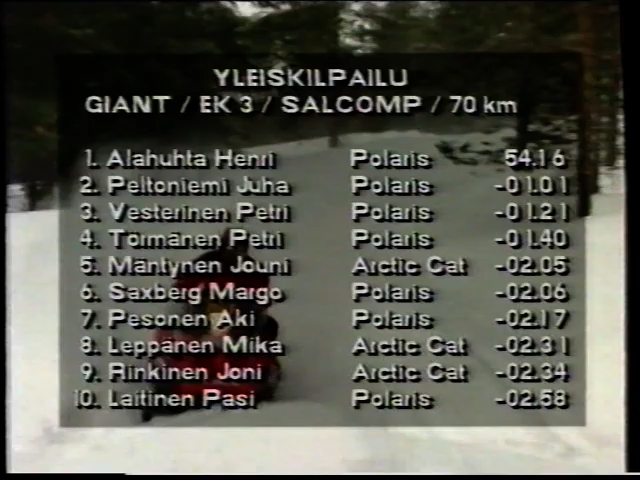 YLEISKILPAILU
GIANT / EK 3 / SALCOMP / 70 km
1. Alahuhta Henri Polaris 54.16
2. Peltoniemi Juha Polaris -01.01
3. Vesterinen Petri Polaris -01.21
4. Törmänen Petri Polaris -01.40
5. Mäntynen Jouni Arctic Cat -02.05
6. Saxberg Margo Polaris -02.06
7. Pesonen Aki Polaris -02.17
8. Leppänen Mika Arctic Cat -02.31
9. Rinkinen Joni Arctic Cat -02.34
10. Laitinen Pasi Polaris -02.58